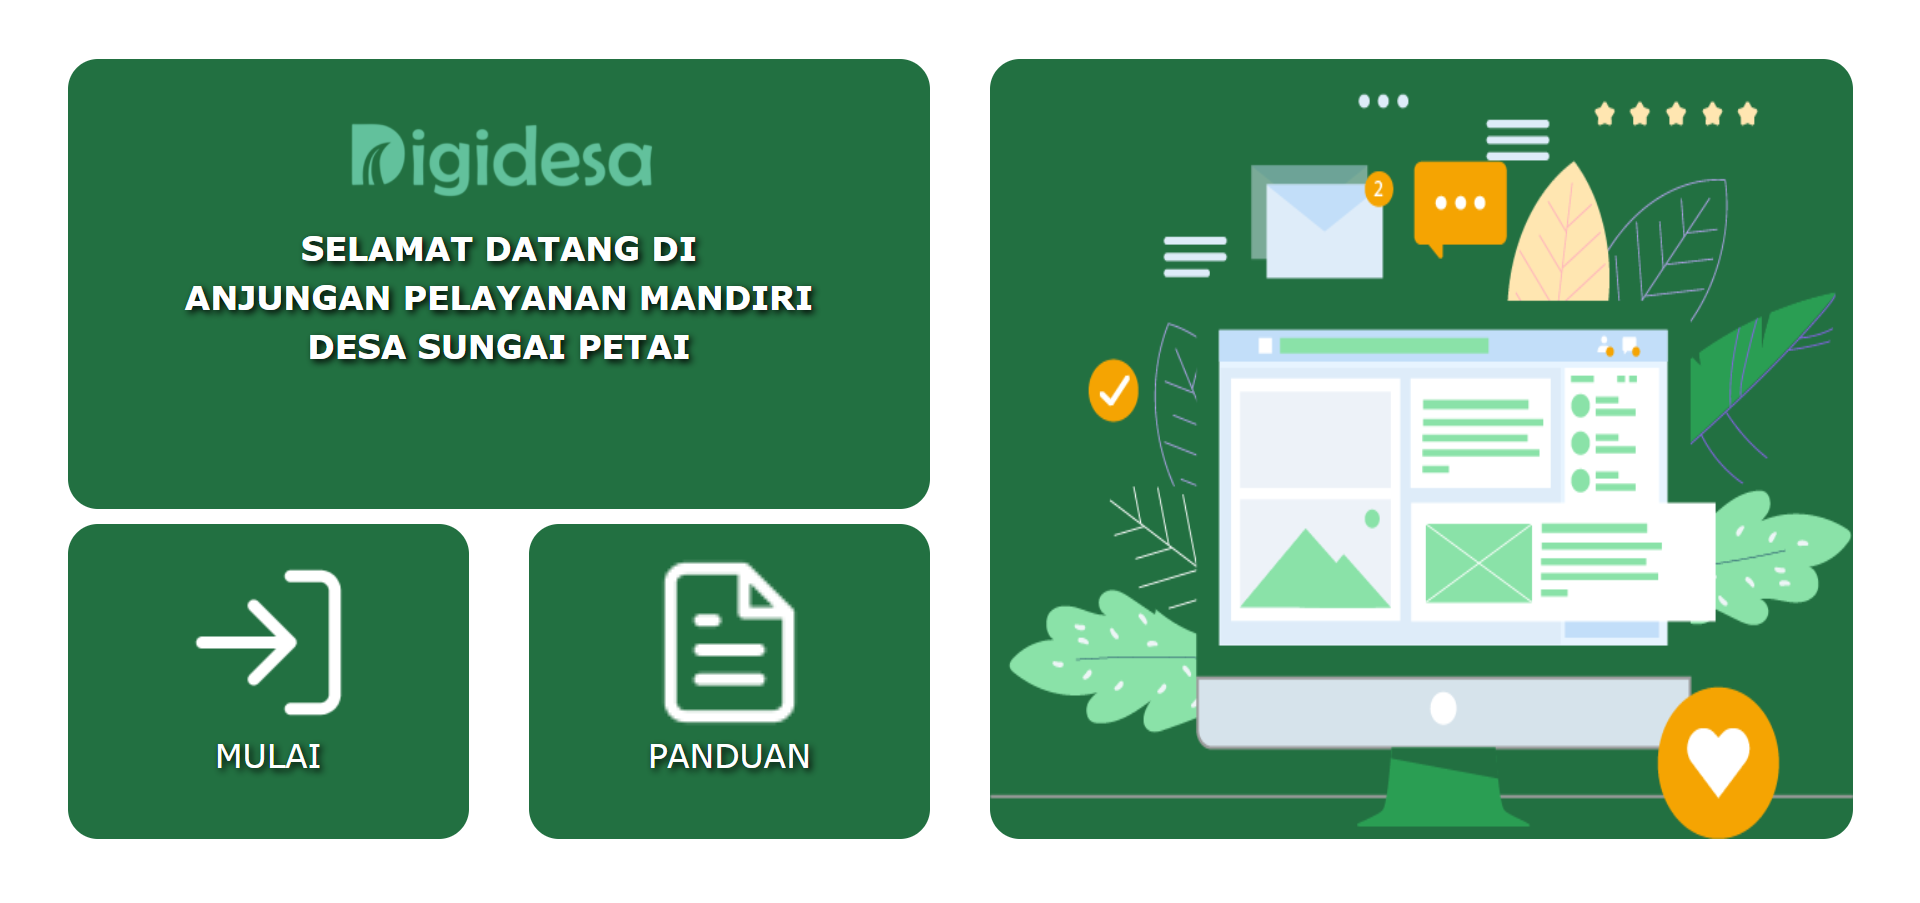 Digidesa
SELAMAT DATANG DI
ANJUNGAN PELAYANAN MANDIRI
DESA SUNGAI PETAI
MULAI
PANDUAN
2